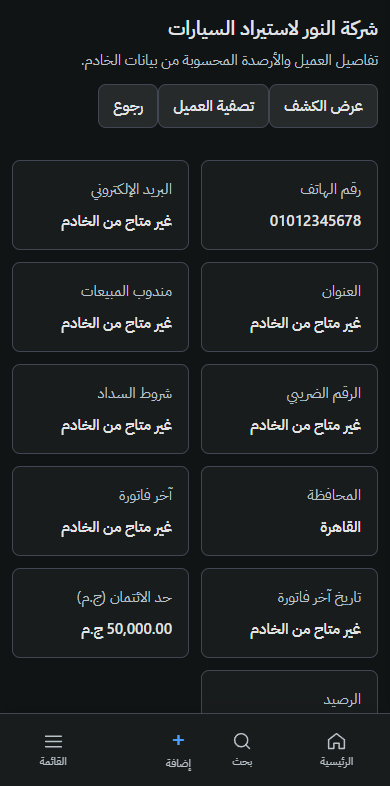 شركة النور لاستيراد السيارات
تفاصيل العميل والأرصدة المحسوبة من بيانات الخادم.
عرض الكشف
تصفية العميل
رجوع
رقم الهاتف
01012345678
البريد الإلكتروني
غير متاح من الخادم
العنوان
غير متاح من الخادم
مندوب المبيعات
غير متاح من الخادم
الرقم الضريبي
غير متاح من الخادم
شروط السداد
غير متاح من الخادم
المحافظة
القاهرة
آخر فاتورة
غير متاح من الخادم
تاريخ آخر فاتورة
غير متاح من الخادم
حد الائتمان (ج.م)
50,000.00 ج.م
الرصيد
الرئيسية
بحث
إضافة
القائمة